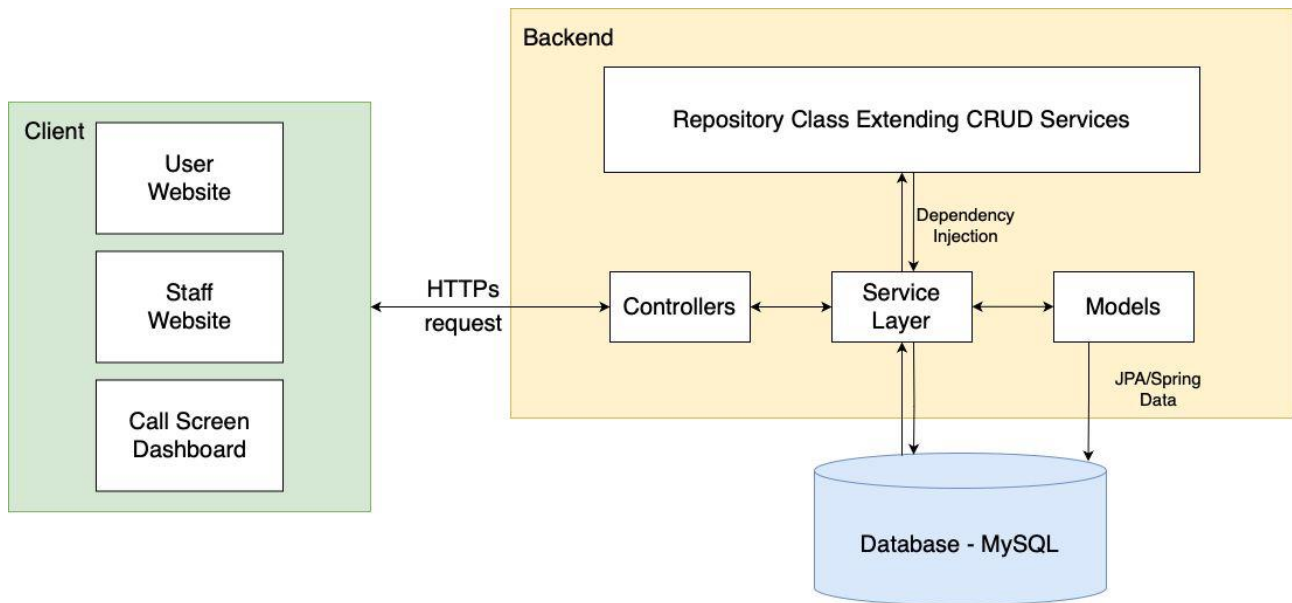 Backend
Repository Class Extending CRUD Services
Client
User
Website
Dependency
Injection
Staff
Website
HTTPs
request
Controllers
Service
Layer
Models
JPA/Spring
Data
Call Screen
Dashboard
Database - MySQL